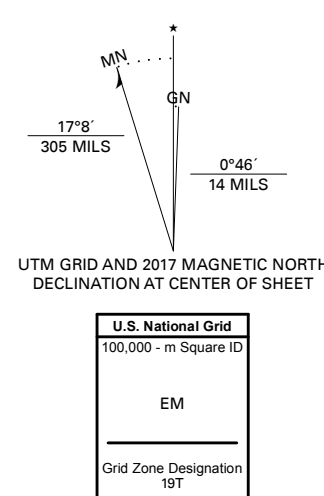 ★
MN
GN
17°8´
305 MILS
0°46´
14 MILS
UTM GRID AND 2017 MAGNETIC NORTH
DECLINATION AT CENTER OF SHEET
U.S. National Grid
100,000 - m Square ID
EM
Grid Zone Designation
19T